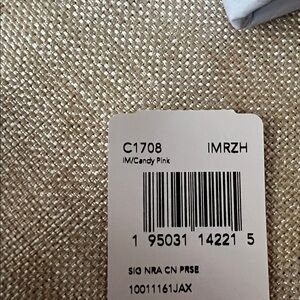 C1708 IMRZH
IM/Candy Pink
1 95031 14221 5
SIG NRA CN PRSE
10011161JAX